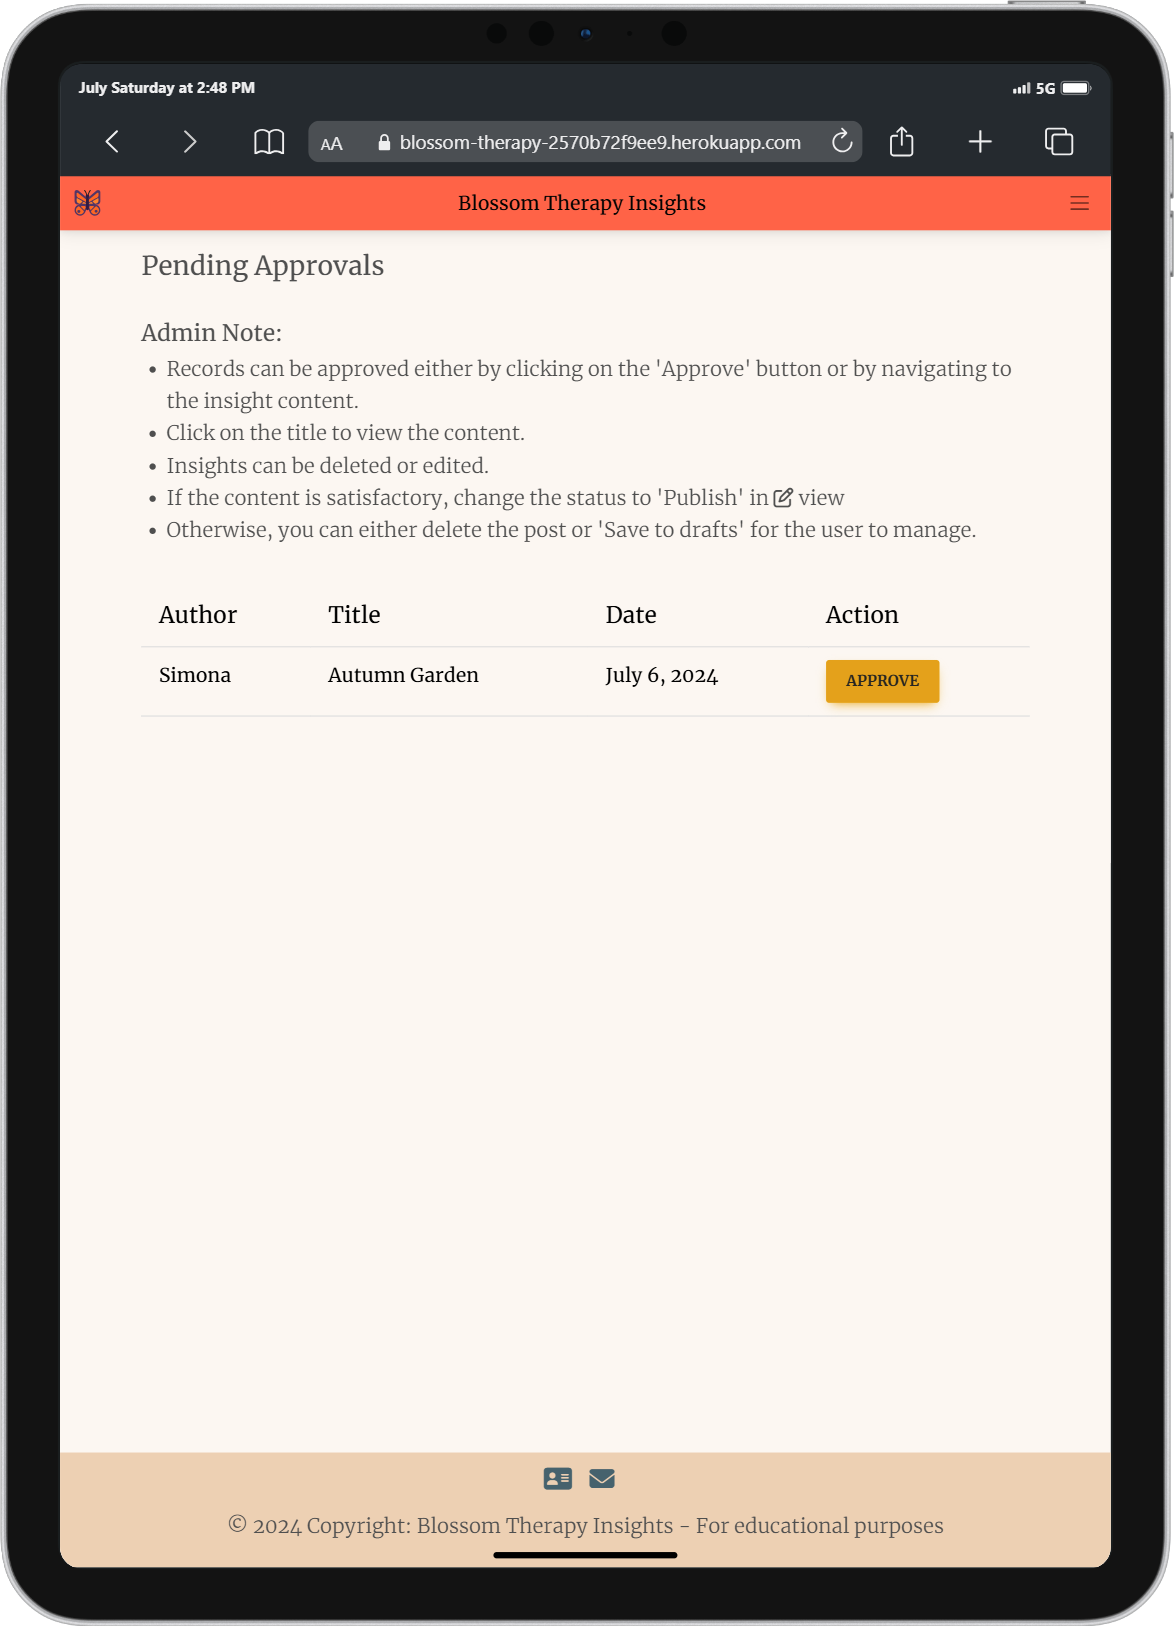 July Saturday at 2:48 PM
5G
AA
blossom-therapy-2570b72f9ee9.herokuapp.com
Blossom Therapy Insights
Pending Approvals
Admin Note:
• Records can be approved either by clicking on the 'Approve' button or by navigating to
the insight content.
• Click on the title to view the content.
• Insights can be deleted or edited.
• If the content is satisfactory, change the status to 'Publish' in view
• Otherwise, you can either delete the post or 'Save to drafts' for the user to manage.
Author Title Date Action
Simona Autumn Garden July 6, 2024 APPROVE
© 2024 Copyright: Blossom Therapy Insights - For educational purposes